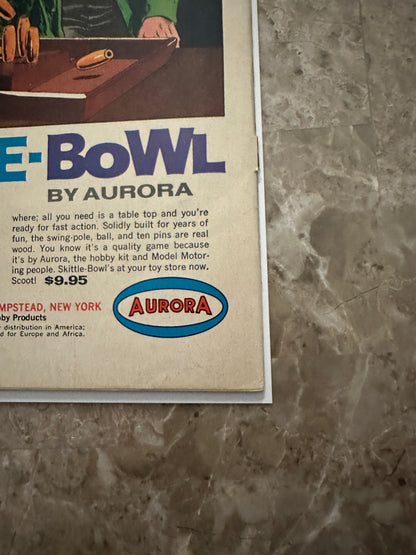 E-BoWL
BY AURORA
where; all you need is a table top and you're
ready for fast action. Solidly built for years of
fun, the swing-pole, ball, and ten pins are real
wood. You know it's a quality game because
it's by Aurora, the hobby kit and Model Motor-
ing people. Skittle-Bowl's at your toy store now.
Scoot! $9.95
MPSTEAD, NEW YORK
by Products
distribution in America;
d for Europe and Africa.
AURORA